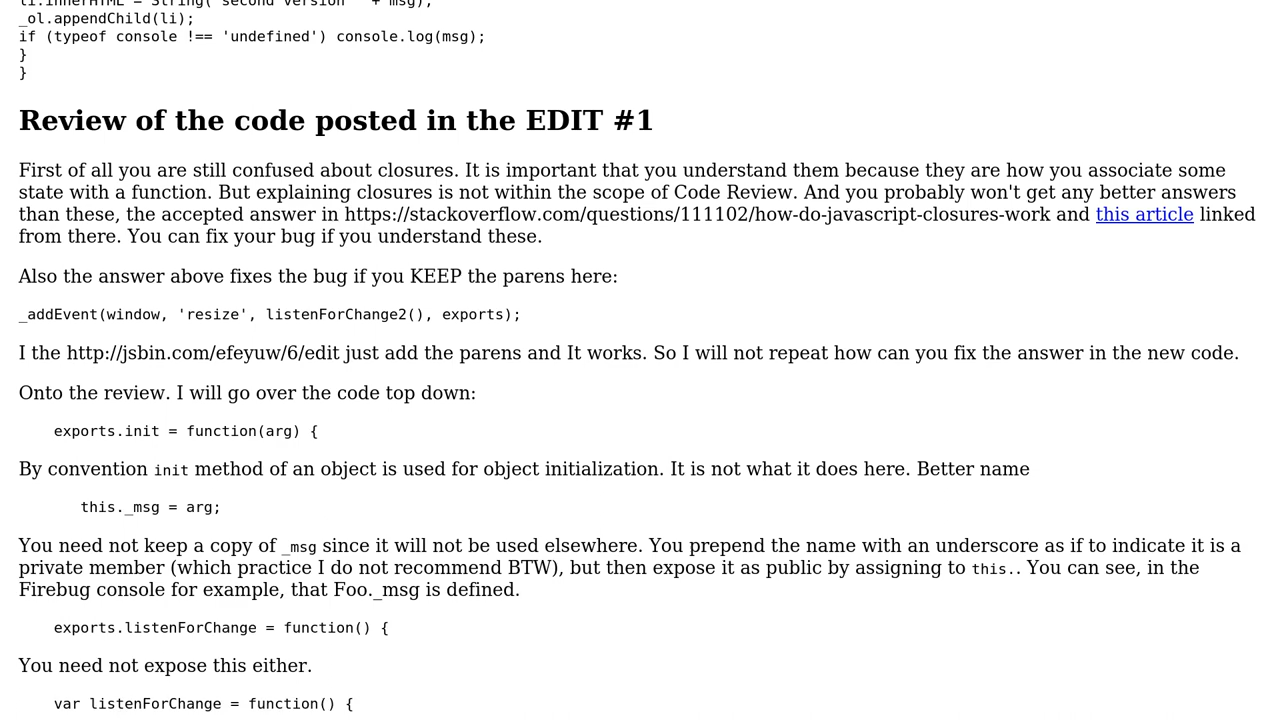 li.innerHTML = String("second version " + msg);
_ol.appendChild(li);
if (typeof console !== 'undefined') console.log(msg);
}
}
Review of the code posted in the EDIT #1
First of all you are still confused about closures. It is important that you understand them because they are how you associate some
state with a function. But explaining closures is not within the scope of Code Review. And you probably won't get any better answers
than these, the accepted answer in https://stackoverflow.com/questions/111102/how-do-javascript-closures-work and this article linked
from there. You can fix your bug if you understand these.
Also the answer above fixes the bug if you KEEP the parens here:
_addEvent(window, 'resize', listenForChange2(), exports);
I the http://jsbin.com/efeyuw/6/edit just add the parens and It works. So I will not repeat how can you fix the answer in the new code.
Onto the review. I will go over the code top down:
exports.init = function(arg) {
By convention init method of an object is used for object initialization. It is not what it does here. Better name
this._msg = arg;
You need not keep a copy of _msg since it will not be used elsewhere. You prepend the name with an underscore as if to indicate it is a
private member (which practice I do not recommend BTW), but then expose it as public by assigning to this.. You can see, in the
Firebug console for example, that Foo._msg is defined.
exports.listenForChange = function() {
You need not expose this either.
var listenForChange = function() {